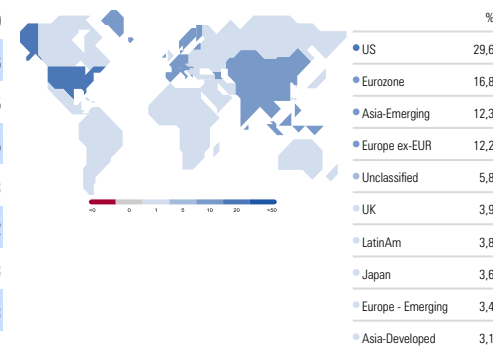 %
US 29,6
Eurozone 16,8
Asia-Emerging 12,3
Europe ex-EUR 12,2
Unclassified 5,8
UK 3,9
LatinAm 3,8
Japan 3,6
Europe - Emerging 3,4
Asia-Developed 3,1
<0 0 1 5 10 20 >50